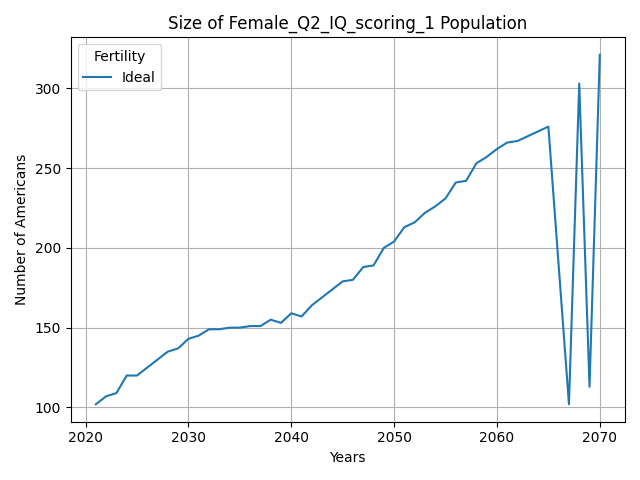 Size of Female_Q2_IQ_scoring_1 Population
Fertility
Ideal
Number of Americans
300
250
200
150
100
2020 2030 2040 2050 2060 2070
Years